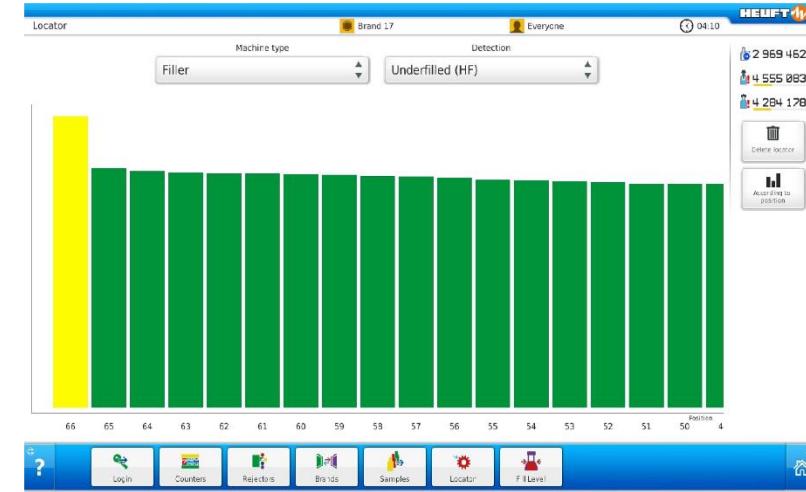 HEUFT
Locator
Brand 17
Everyone
04:10
Machine type
Detection
Filler
Underfilled (HF)
2 969 462
4 555 083
4 284 178
Delete locator
According to
position
Position
66 65 64 63 62 61 60 59 58 57 56 55 54 53 52 51 50 4
?
Login
Counters
Rejectors
Brands
Samples
Locator
Fill Level